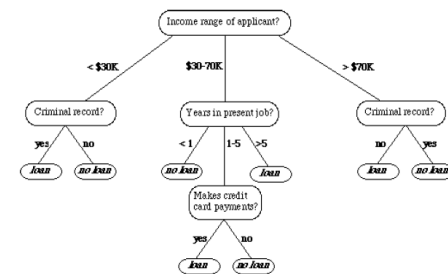 Income range of applicant?
< $30K
$30-70K
> $70K
Criminal record?
Years in present job?
Criminal record?
yes
no
< 1
1-5
>5
no
yes
loan
no loan
no loan
loan
loan
no loan
Makes credit
card payments?
yes
no
loan
no loan